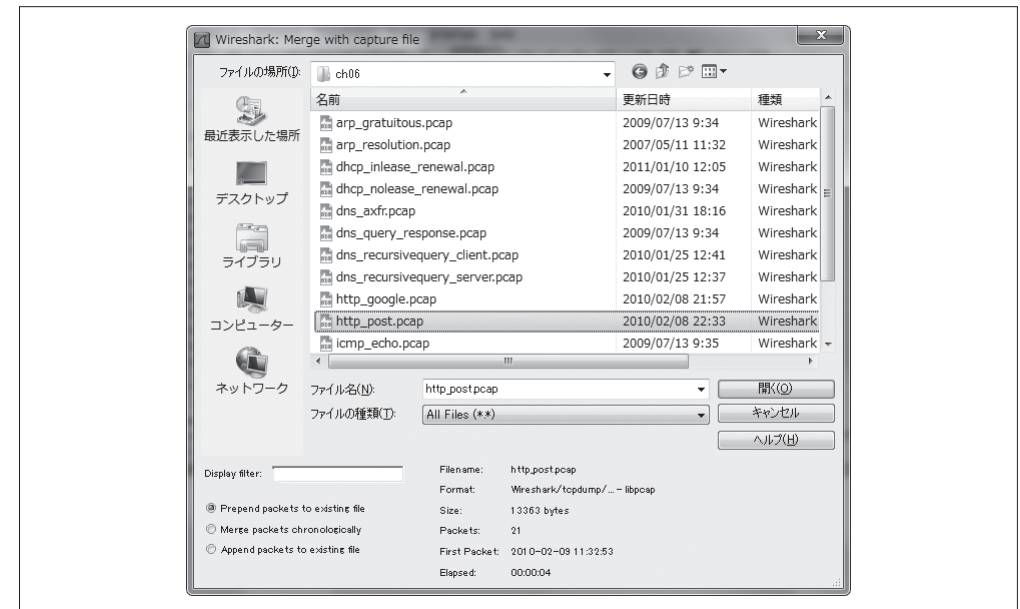 Wireshark: Merge with capture file
ファイルの場所(I):
ch06
最近表示した場所
デスクトップ
ライブラリ
コンピューター
ネットワーク
名前 更新日時 種類
arp_gratuitous.pcap 2009/07/13 9:34 Wireshark
arp_resolution.pcap 2007/05/11 11:32 Wireshark
dhcp_inlease_renewal.pcap 2011/01/10 12:05 Wireshark
dhcp_nolease_renewal.pcap 2009/07/13 9:34 Wireshark
dns_axfr.pcap 2010/01/31 18:16 Wireshark
dns_query_response.pcap 2009/07/13 9:34 Wireshark
dns_recursivequery_client.pcap 2010/01/25 12:41 Wireshark
dns_recursivequery_server.pcap 2010/01/25 12:37 Wireshark
http_google.pcap 2010/02/08 21:57 Wireshark
http_post.pcap 2010/02/08 22:33 Wireshark
icmp_echo.pcap 2009/07/13 9:35 Wireshark
ファイル名(N): http_post.pcap 開く(O)
ファイルの種類(T): All Files (*.*) キャンセル
ヘルプ(H)
Display filter:
Prepend packets to existing file
Merge packets chronologically
Append packets to existing file
Filename: http_post.pcap
Format: Wireshark/tcpdump/... - libpcap
Size: 13363 bytes
Packets: 21
First Packet: 2010-02-09 11:32:53
Elapsed: 00:00:04